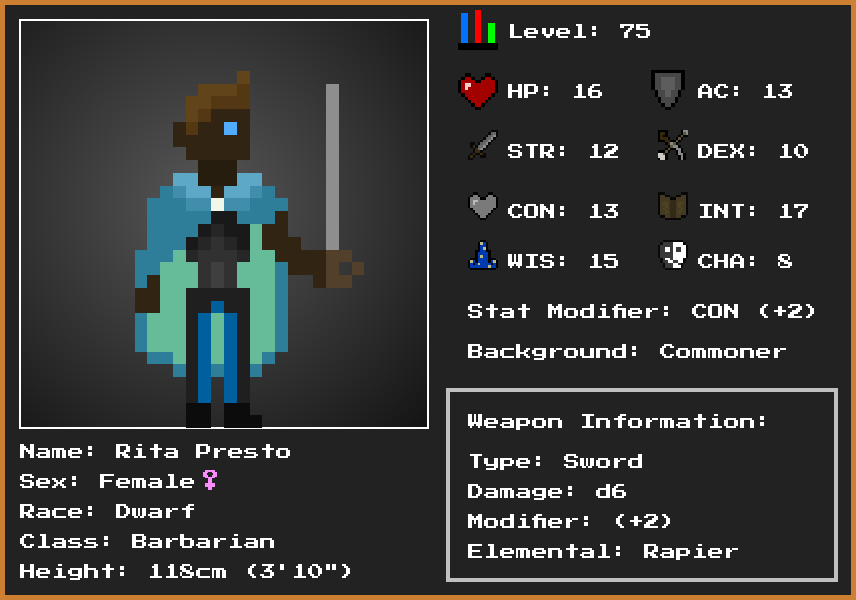 Level: 75
HP: 16
AC: 13
STR: 12
DEX: 10
CON: 13
INT: 17
WIS: 15
CHA: 8
Stat Modifier: CON (+2)
Background: Commoner
Weapon Information:
Type: Sword
Damage: d6
Modifier: (+2)
Elemental: Rapier
Name: Rita Presto
Sex: Female♀
Race: Dwarf
Class: Barbarian
Height: 118cm (3'10")